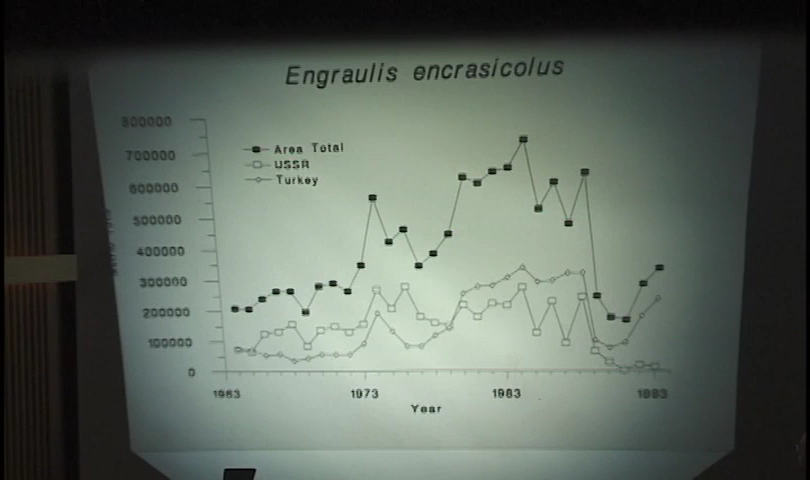 Engraulis encrasicolus
800000
Area Total
700000
USSR
600000
Turkey
500000
400000
300000
200000
100000
0
1963
1973
1983
1993
Year